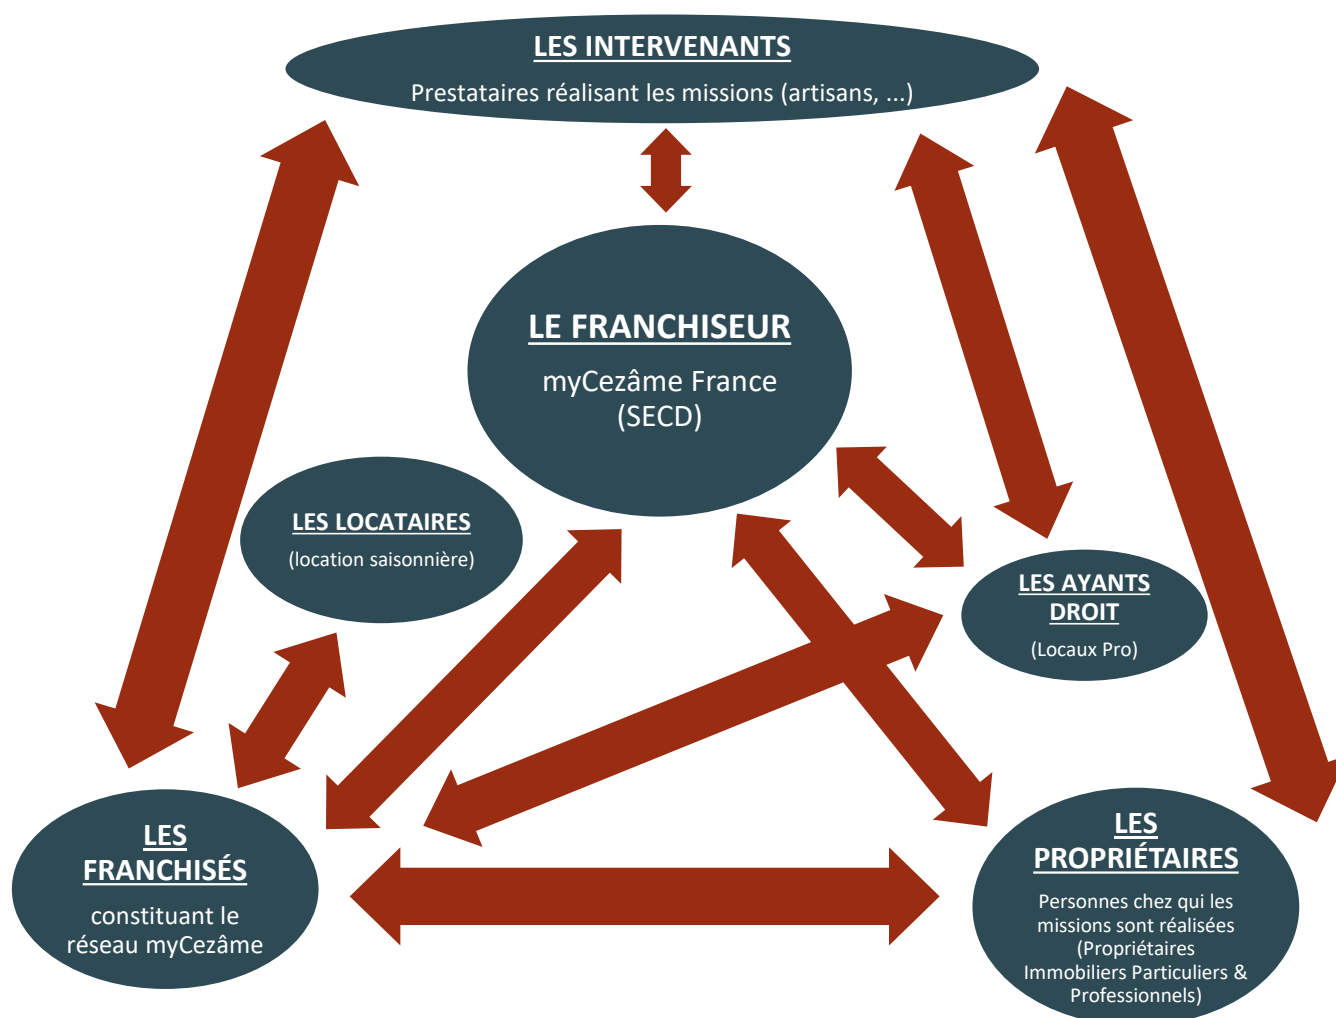 LES INTERVENANTS
Prestataires réalisant les missions (artisans, ...)
LE FRANCHISEUR
myCezâme France
(SECD)
LES LOCATAIRES
(location saisonnière)
LES AYANTS
DROIT
(Locaux Pro)
LES
FRANCHISÉS
constituant le
réseau myCezâme
LES
PROPRIÉTAIRES
Personnes chez qui les
missions sont réalisées
(Propriétaires
Immobiliers Particuliers &
Professionnels)